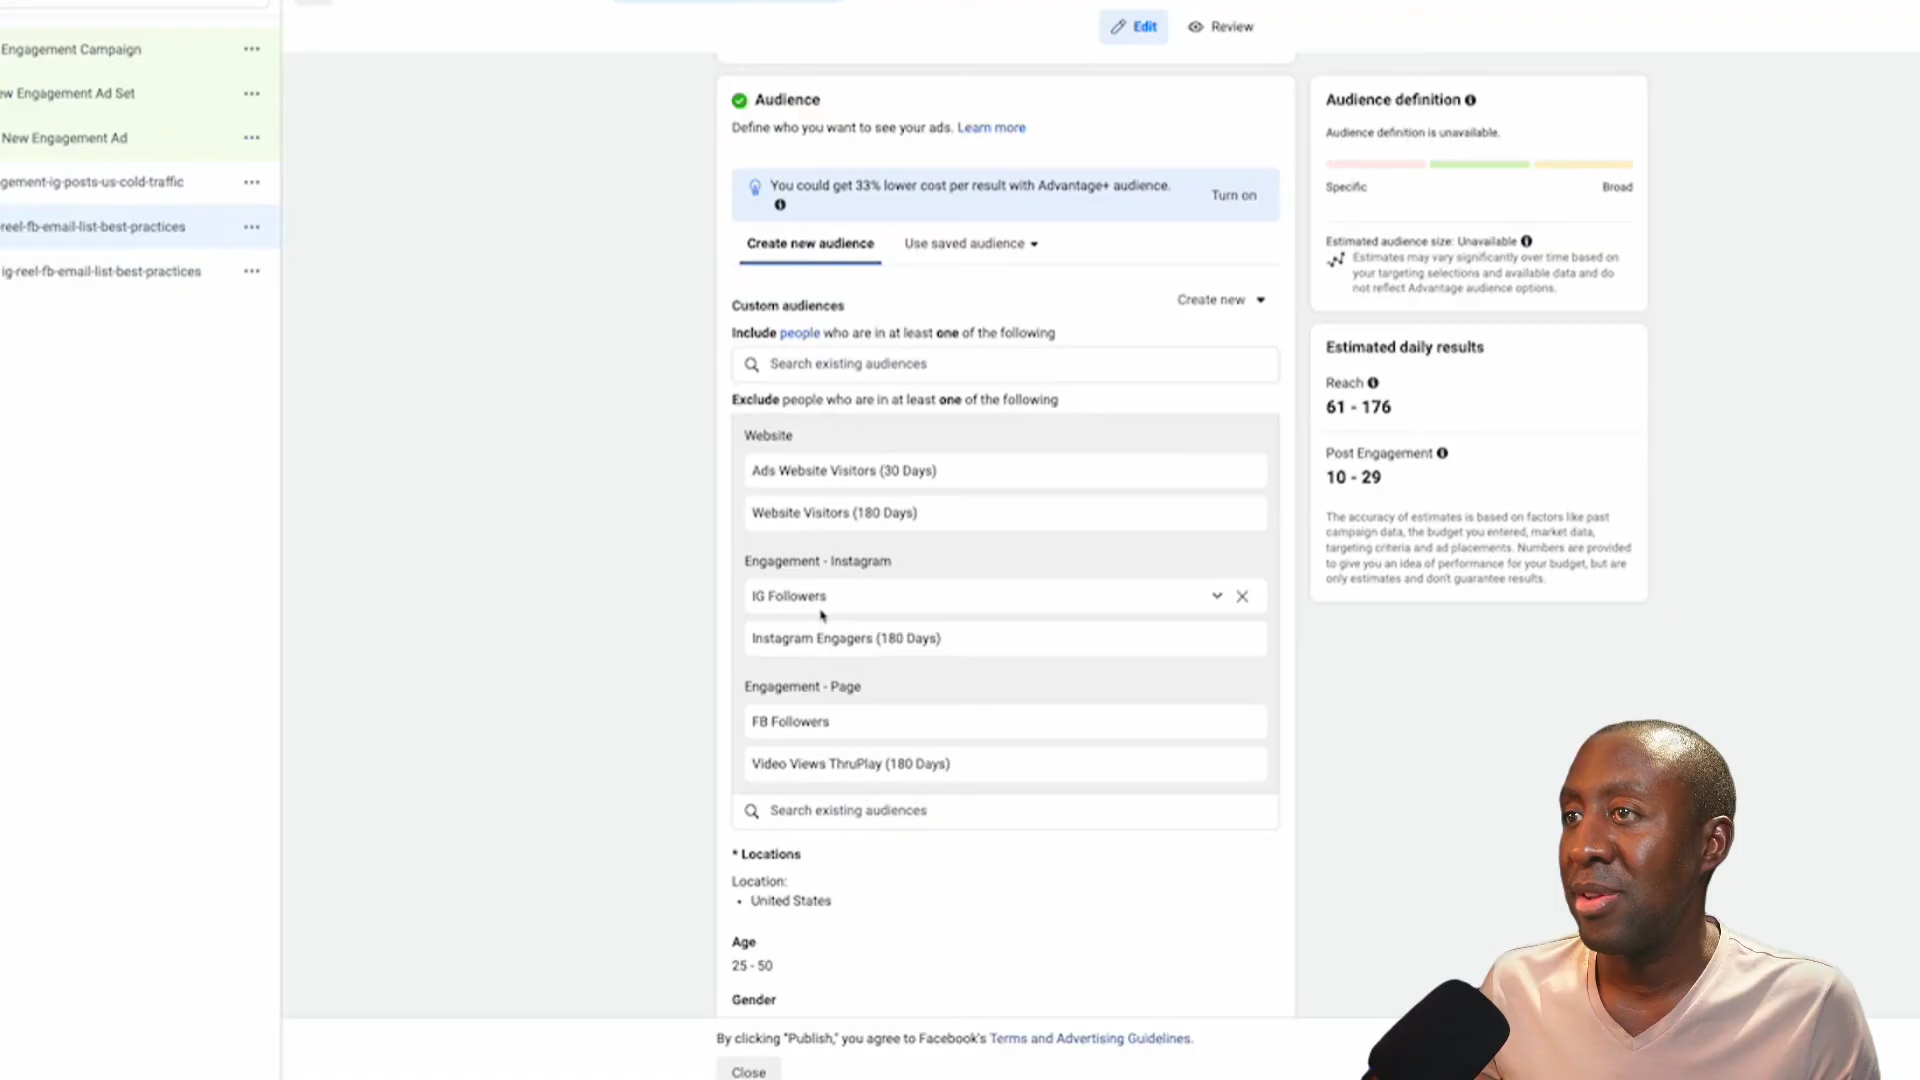 Edit
Review
Engagement Campaign
ew Engagement Ad Set
New Engagement Ad
gement-ig-posts-us-cold-traffic
reel-fb-email-list-best-practices
ig-reel-fb-email-list-best-practices
Audience
Define who you want to see your ads. Learn more
You could get 33% lower cost per result with Advantage+ audience.
Turn on
Create new audience
Use saved audience
Custom audiences
Create new
Include people who are in at least one of the following
Search existing audiences
Exclude people who are in at least one of the following
Website
Ads Website Visitors (30 Days)
Website Visitors (180 Days)
Engagement - Instagram
IG Followers
Instagram Engagers (180 Days)
Engagement - Page
FB Followers
Video Views ThruPlay (180 Days)
Search existing audiences
* Locations
Location:
• United States
Age
25 - 50
Gender
By clicking "Publish," you agree to Facebook's Terms and Advertising Guidelines.
Close
Audience definition
Audience definition is unavailable.
Specific
Broad
Estimated audience size: Unavailable
Estimates may vary significantly over time based on
your targeting selections and available data and do
not reflect Advantage audience options.
Estimated daily results
Reach
61 - 176
Post Engagement
10 - 29
The accuracy of estimates is based on factors like past
campaign data, the budget you entered, market data,
targeting criteria and ad placements. Numbers are provided
to give you an idea of performance for your budget, but are
only estimates and don't guarantee results.